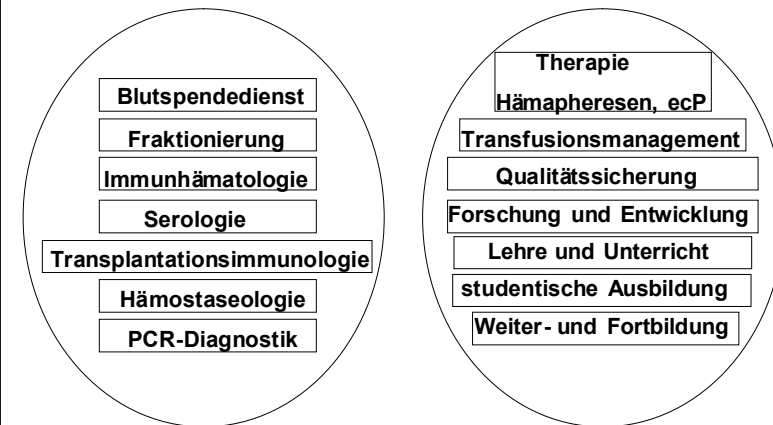 Blutspendedienst
Fraktionierung
Immunhämatologie
Serologie
Transplantationsimmunologie
Hämostaseologie
PCR-Diagnostik
Therapie
Hämapheresen, ecP
Transfusionsmanagement
Qualitätssicherung
Forschung und Entwicklung
Lehre und Unterricht
studentische Ausbildung
Weiter- und Fortbildung